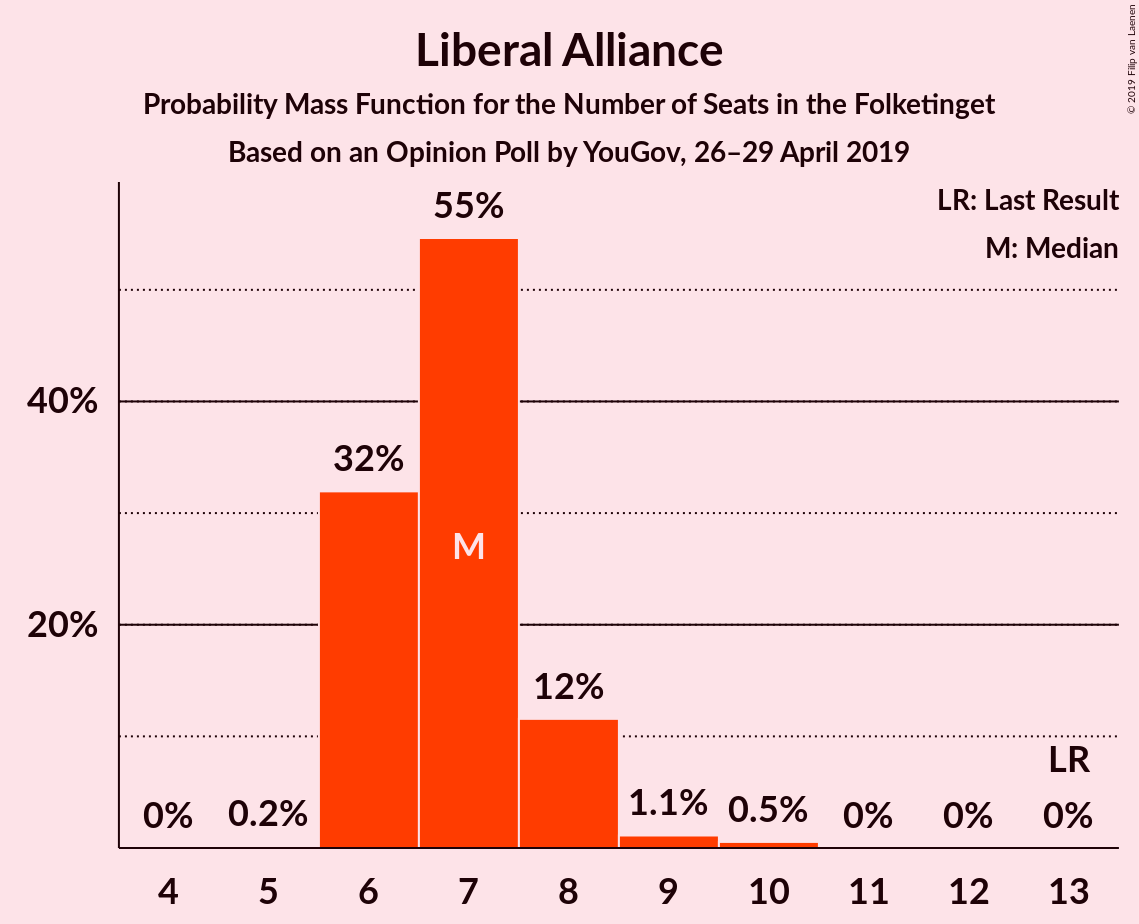 Liberal Alliance
Probability Mass Function for the Number of Seats in the Folketinget
Based on an Opinion Poll by YouGov, 26–29 April 2019
© 2019 Filip van Laenen
LR: Last Result
M: Median
55%
40%
32%
M
20%
12%
LR
0%
0.2%
1.1%
0.5%
0%
0%
0%
4 5 6 7 8 9 10 11 12 13